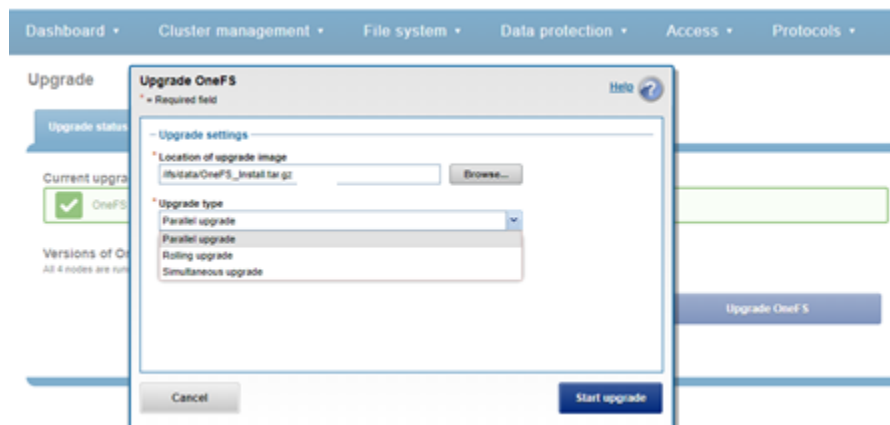 Dashboard
Cluster management
File system
Data protection
Access
Protocols
Upgrade
Upgrade OneFS
* = Required field
Help
Upgrade status
Upgrade settings
* Location of upgrade image
/ifs/data/OneFS_Install.tar.gz
Browse...
Current upgra
OneFS
* Upgrade type
Parallel upgrade
Parallel upgrade
Rolling upgrade
Simultaneous upgrade
Versions of On
All 4 nodes are run
Upgrade OneFS
Cancel
Start upgrade